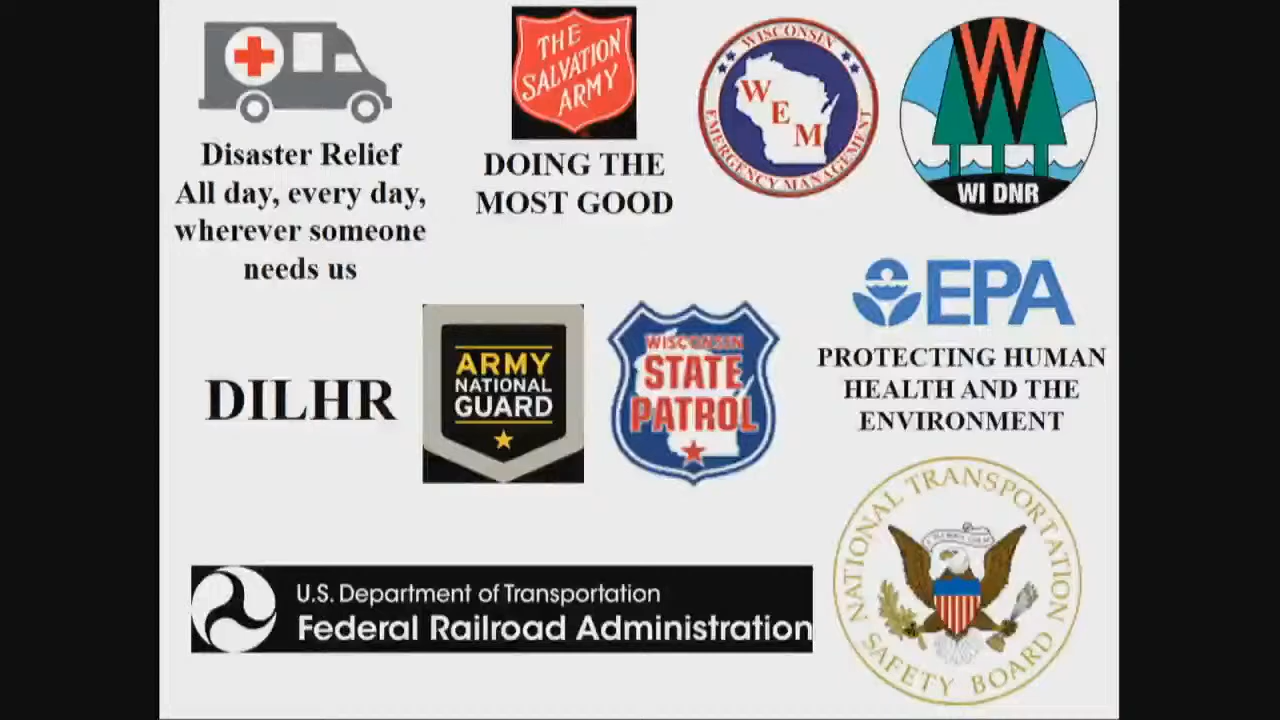 Disaster Relief
All day, every day,
wherever someone
needs us
THE
SALVATION
ARMY
DOING THE
MOST GOOD
WISCONSIN
WEM
EMERGENCY MANAGEMENT
W
WI DNR
DILHR
ARMY
NATIONAL
GUARD
WISCONSIN
STATE
PATROL
EPA
PROTECTING HUMAN
HEALTH AND THE
ENVIRONMENT
U.S. Department of Transportation
Federal Railroad Administration
NATIONAL TRANSPORTATION
SAFETY BOARD